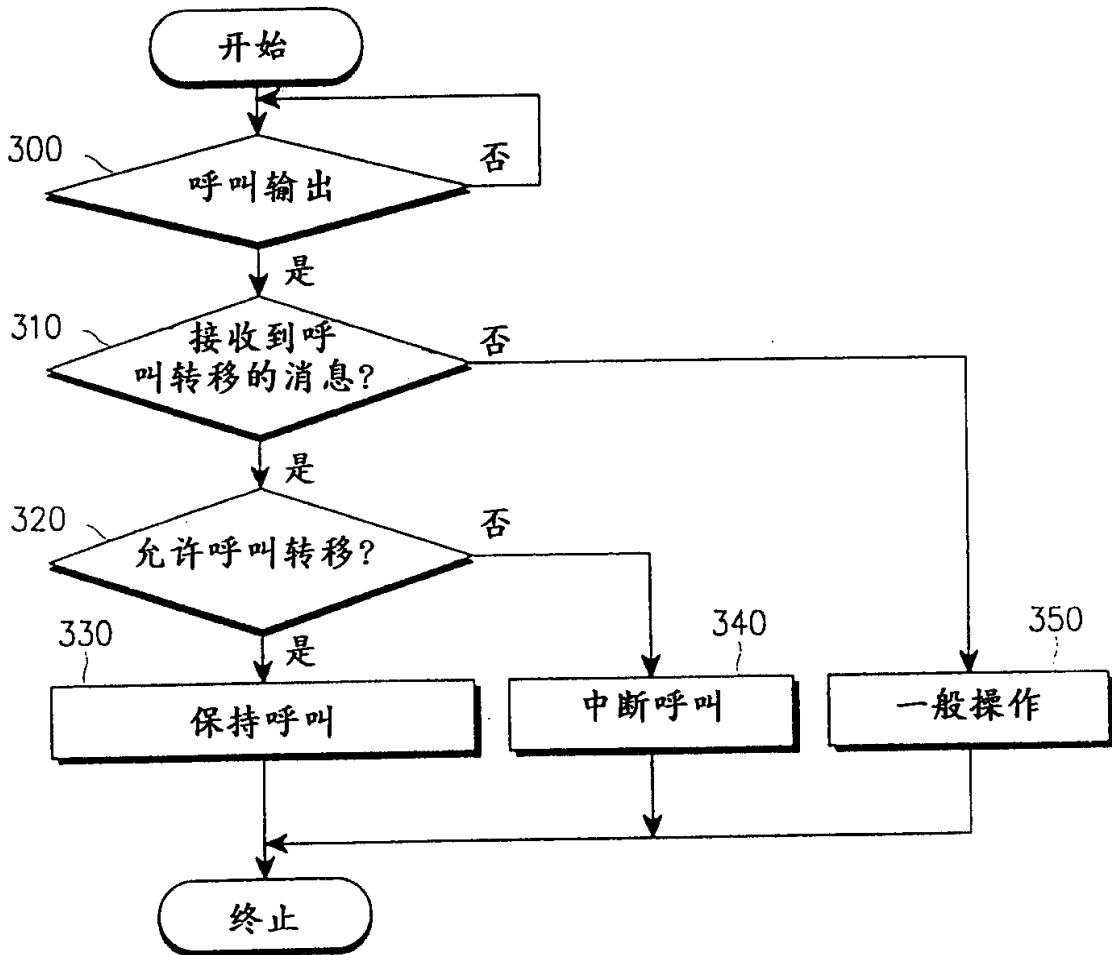 开始
300
呼叫输出
否
是
310
接收到呼
叫转移的消息?
否
是
320
允许呼叫转移?
否
是
330
保持呼叫
340
中断呼叫
350
一般操作
终止